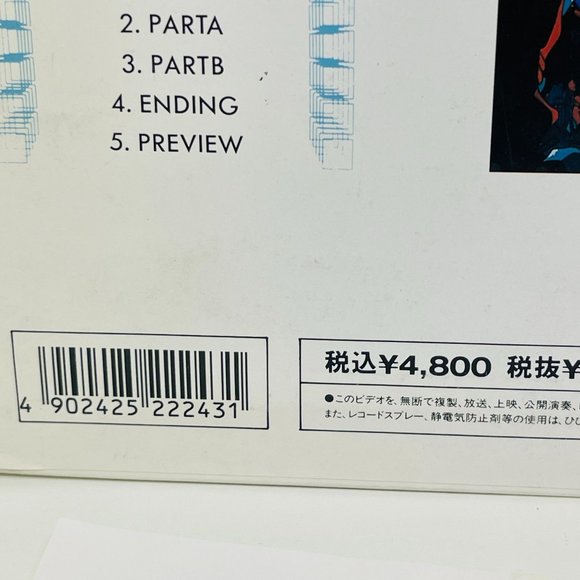 2. PARTA
3. PARTB
4. ENDING
5. PREVIEW
4 902425 222431
税込¥4,800 税抜¥
●このビデオを、無断で複製、放送、上映、公開演奏、
また、レコードスプレー、静電気防止剤等の使用は、ひび